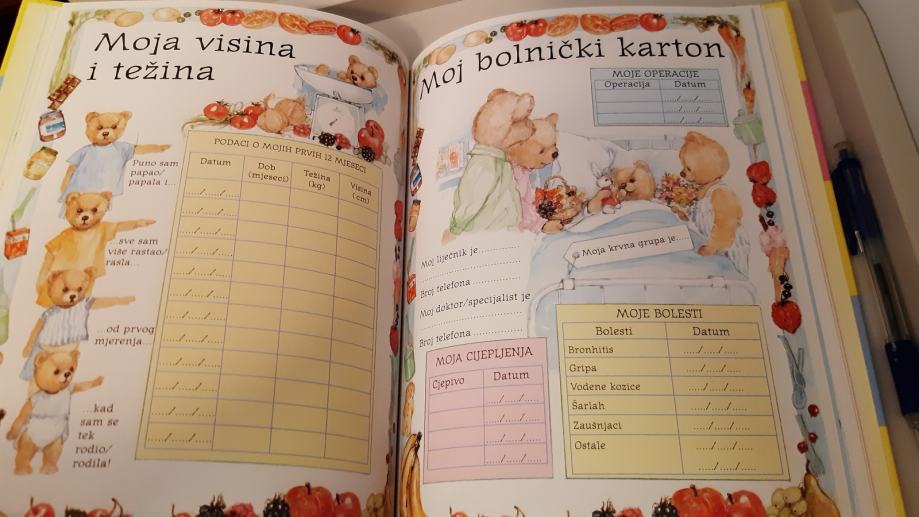 Moja visina
i težina
Puno sam
papao/
papala i...
...sve sam
više rastao/
rasla...
...od prvog
mjerenja...
...kad
sam se
tek
rodio/
rodila!
PODACI O MOJIH PRVIH 12 MJESECI
Datum Dob (mjeseci) Težina (kg) Visina (cm)
...../...../.....
...../...../.....
...../...../.....
...../...../.....
...../...../.....
...../...../.....
...../...../.....
...../...../.....
...../...../.....
...../...../.....
...../...../.....
...../...../.....
...../...../.....
Moj bolnički karton
MOJE OPERACIJE
Operacija Datum
...../...../.....
...../...../.....
...../...../.....
Moja krvna grupa je.....
Moj liječnik je...............
Broj telefona...............
Moj doktor/specijalist je
Broj telefona...............
MOJA CIJEPLJENJA
Cjepivo Datum
...../...../.....
...../...../.....
...../...../.....
...../...../.....
MOJE BOLESTI
Bolesti Datum
Bronhitis ...../...../.....
Gripa ...../...../.....
Vodene kozice ...../...../.....
Šarlah ...../...../.....
Zaušnjaci ...../...../.....
Ostale ...../...../.....
...../...../.....